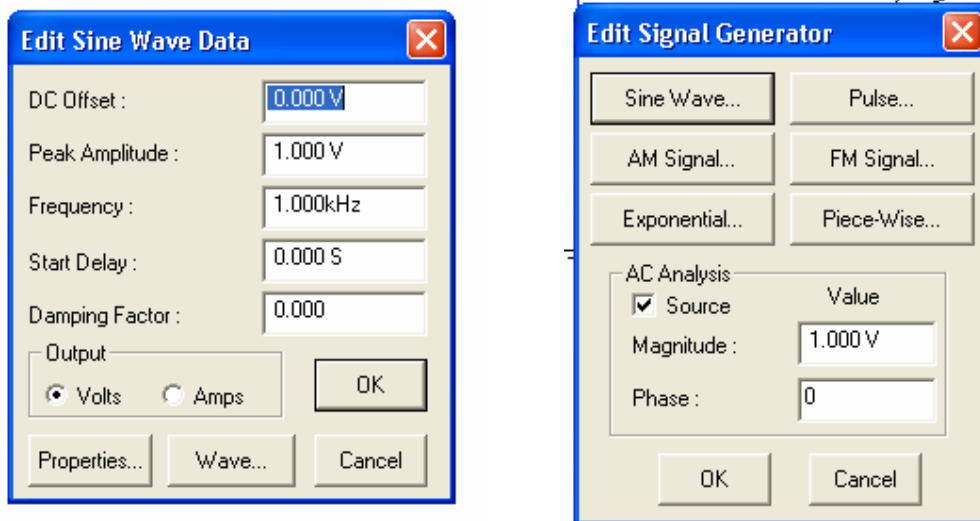 Edit Sine Wave Data
DC Offset : 0.000 V
Peak Amplitude : 1.000 V
Frequency : 1.000kHz
Start Delay : 0.000 S
Damping Factor : 0.000
Output
Volts Amps
OK
Properties... Wave... Cancel
Edit Signal Generator
Sine Wave... Pulse...
AM Signal... FM Signal...
Exponential... Piece-Wise...
AC Analysis
Source Value
Magnitude : 1.000 V
Phase : 0
OK Cancel